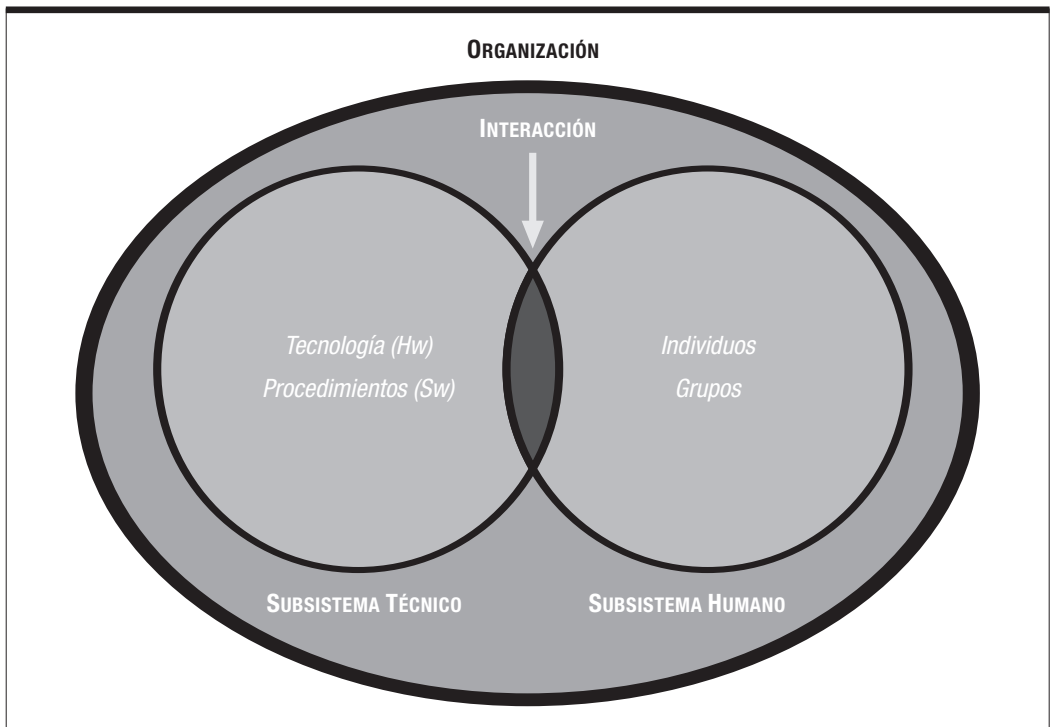 ORGANIZACIÓN
INTERACCIÓN
Tecnología (Hw)
Procedimientos (Sw)
Individuos
Grupos
SUBSISTEMA TÉCNICO
SUBSISTEMA HUMANO